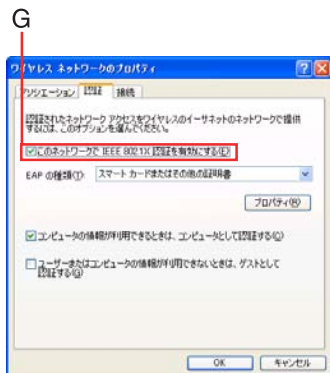 G
ワイヤレス ネットワークのプロパティ
アソシエーション 認証 接続
認証されたネットワーク アクセスをワイヤレスのイーサネットのネットワークで提供
するには、このオプションを選んでください。
このネットワークで IEEE 802.1X 認証を有効にする(E)
EAP の種類(T): スマート カードまたはその他の証明書
プロパティ(R)
コンピュータの情報が利用できるときは、コンピュータとして認証する(C)
ユーザーまたはコンピュータの情報が利用できないときは、ゲストとして
認証する(G)
OK キャンセル